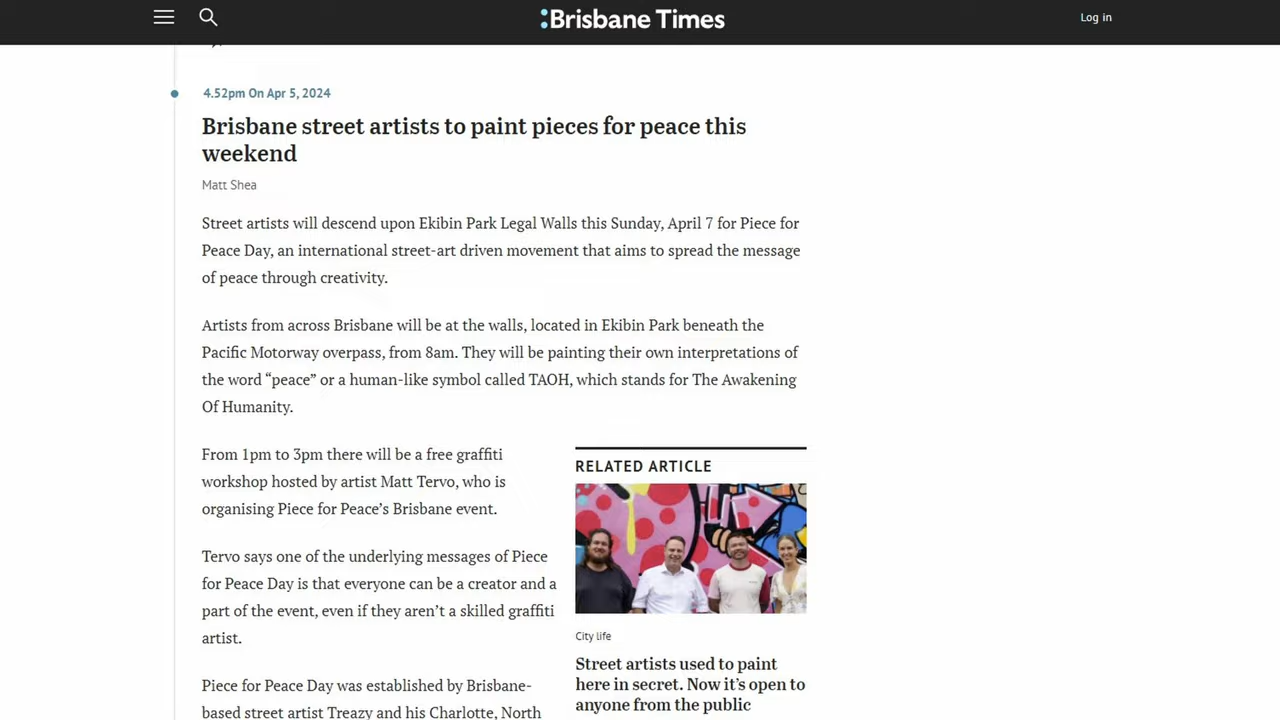 :Brisbane Times
Log in
4.52pm On Apr 5, 2024
Brisbane street artists to paint pieces for peace this
weekend
Matt Shea
Street artists will descend upon Ekibin Park Legal Walls this Sunday, April 7 for Piece for
Peace Day, an international street-art driven movement that aims to spread the message
of peace through creativity.
Artists from across Brisbane will be at the walls, located in Ekibin Park beneath the
Pacific Motorway overpass, from 8am. They will be painting their own interpretations of
the word “peace” or a human-like symbol called TAOH, which stands for The Awakening
Of Humanity.
From 1pm to 3pm there will be a free graffiti
workshop hosted by artist Matt Tervo, who is
organising Piece for Peace’s Brisbane event.
Tervo says one of the underlying messages of Piece
for Peace Day is that everyone can be a creator and a
part of the event, even if they aren’t a skilled graffiti
artist.
Piece for Peace Day was established by Brisbane-
based street artist Treazy and his Charlotte, North
RELATED ARTICLE
City life
Street artists used to paint
here in secret. Now it’s open to
anyone from the public